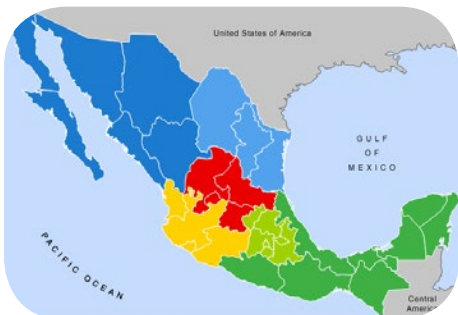 United States of America
GULF
OF
MEXICO
PACIFIC OCEAN
Central
America